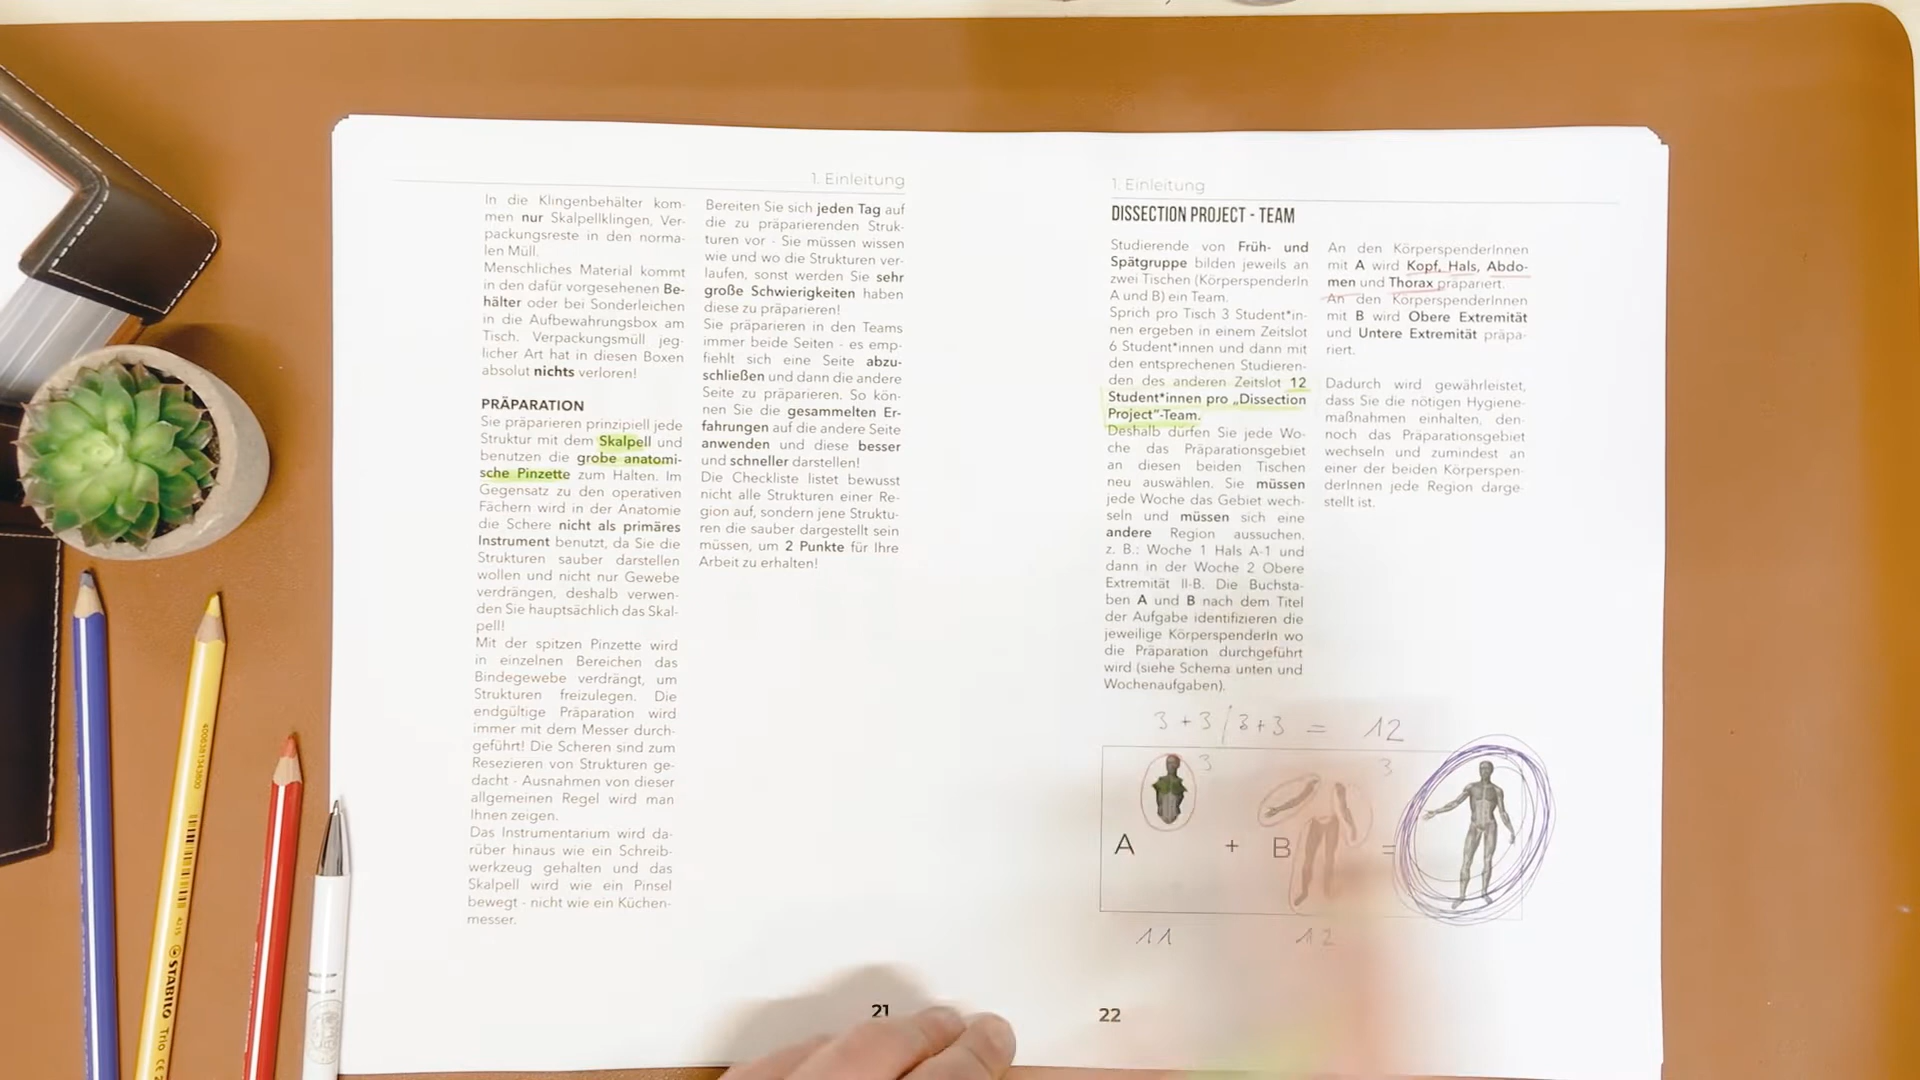 1. Einleitung
In die Klingenbehälter kom-
men nur Skalpellklingen, Ver-
packungsreste in den norma-
len Müll.
Menschliches Material kommt
in den dafür vorgesehenen Be-
hälter oder bei Sonderleichen
in die Aufbewahrungsbox am
Tisch. Verpackungsmüll jeg-
licher Art hat in diesen Boxen
absolut nichts verloren!
PRÄPARATION
Sie präparieren prinzipiell jede
Struktur mit dem Skalpell und
benutzen die grobe anatomi-
sche Pinzette zum Halten. Im
Gegensatz zu den operativen
Fächern wird in der Anatomie
die Schere nicht als primäres
Instrument benutzt, da Sie die
Strukturen sauber darstellen
wollen und nicht nur Gewebe
verdrängen, deshalb verwen-
den Sie hauptsächlich das Skal-
pell!
Mit der spitzen Pinzette wird
in einzelnen Bereichen das
Bindegewebe verdrängt, um
Strukturen freizulegen. Die
endgültige Präparation wird
immer mit dem Messer durch-
geführt! Die Scheren sind zum
Resezieren von Strukturen ge-
dacht - Ausnahmen von dieser
allgemeinen Regel wird man
Ihnen zeigen.
Das Instrumentarium wird da-
rüber hinaus wie ein Schreib-
werkzeug gehalten und das
Skalpell wird wie ein Pinsel
bewegt - nicht wie ein Küchen-
messer.
Bereiten Sie sich jeden Tag auf
die zu präparierenden Struk-
turen vor - Sie müssen wissen
wie und wo die Strukturen ver-
laufen, sonst werden Sie sehr
große Schwierigkeiten haben
diese zu präparieren!
Sie präparieren in den Teams
immer beide Seiten - es emp-
fiehlt sich eine Seite abzu-
schließen und dann die andere
Seite zu präparieren. So kön-
nen Sie die gesammelten Er-
fahrungen auf die andere Seite
anwenden und diese besser
und schneller darstellen!
Die Checkliste listet bewusst
nicht alle Strukturen einer Re-
gion auf, sondern jene Struktu-
ren die sauber dargestellt sein
müssen, um 2 Punkte für Ihre
Arbeit zu erhalten!
21
1. Einleitung
DISSECTION PROJECT - TEAM
Studierende von Früh- und
Spätgruppe bilden jeweils an
zwei Tischen (KörperspenderIn
A und B) ein Team.
Sprich pro Tisch 3 Student*in-
nen ergeben in einem Zeitslot
6 Student*innen und dann mit
den entsprechenen Studieren-
den des anderen Zeitslot 12
Student*innen pro „Dissection
Project"-Team.
Deshalb dürfen Sie jede Wo-
che das Präparationsgebiet
an diesen beiden Tischen
neu auswählen. Sie müssen
jede Woche das Gebiet wech-
seln und müssen sich eine
andere Region aussuchen.
z. B.: Woche 1 Hals A-1 und
dann in der Woche 2 Obere
Extremität II-B. Die Buchsta-
ben A und B nach dem Titel
der Aufgabe identifizieren die
jeweilige KörperspenderIn wo
die Präparation durchgeführt
wird (siehe Schema unten und
Wochenaufgaben).
An den KörperspenderInnen
mit A wird Kopf, Hals, Abdo-
men und Thorax präpariert.
An den KörperspenderInnen
mit B wird Obere Extremität
und Untere Extremität präpa-
riert.
Dadurch wird gewährleistet,
dass Sie die nötigen Hygiene-
maßnahmen einhalten, den-
noch das Präparationsgebiet
wechseln und zumindest an
einer der beiden Körperspen-
derInnen jede Region darge-
stellt ist.
3 + 3 / 3 + 3 = 12
3 3
A + B =
11 12
22
STABILO Trio